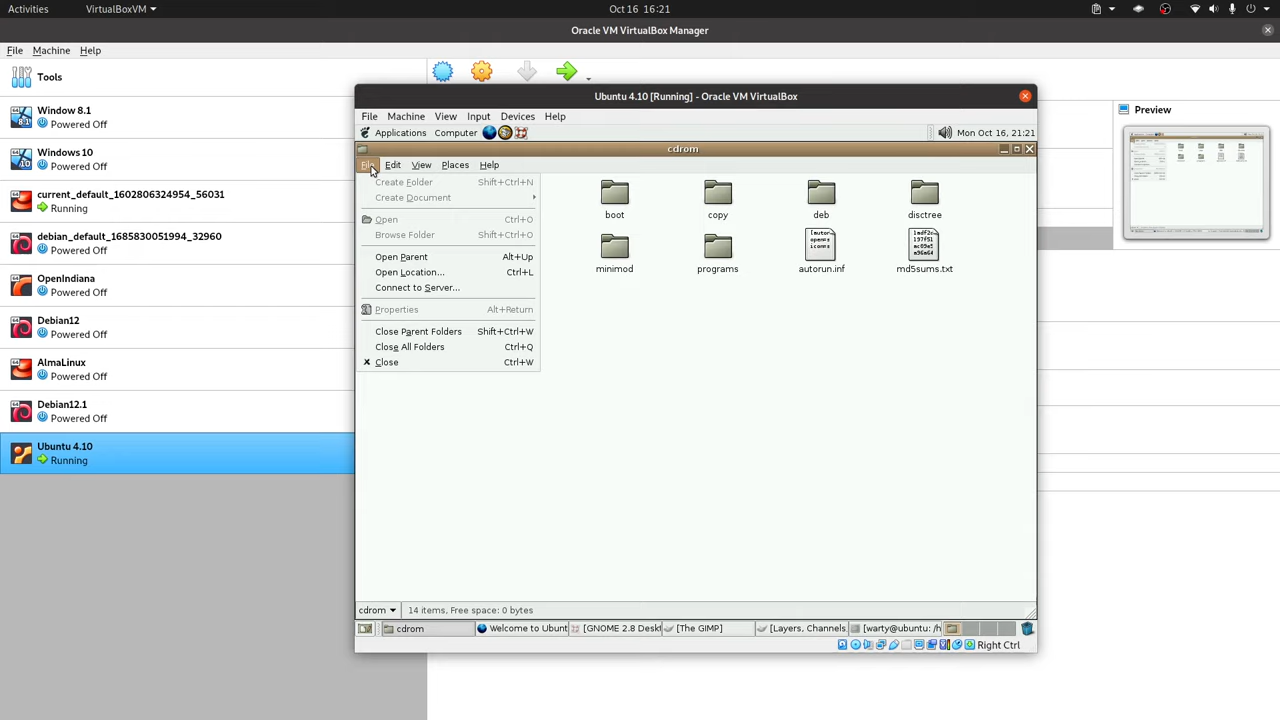 Activities
VirtualBoxVM
Oct 16 16:21
Oracle VM VirtualBox Manager
File Machine Help
Tools
Window 8.1
Powered Off
Windows 10
Powered Off
current_default_1602806324954_56031
Running
debian_default_1685830051994_32960
Powered Off
OpenIndiana
Powered Off
Debian12
Powered Off
AlmaLinux
Powered Off
Debian12.1
Powered Off
Ubuntu 4.10
Running
Preview
Ubuntu 4.10 [Running] - Oracle VM VirtualBox
File Machine View Input Devices Help
Applications Computer
Mon Oct 16, 21:21
cdrom
File Edit View Places Help
Create Folder Shift+Ctrl+N
Create Document
Open Ctrl+O
Browse Folder Shift+Ctrl+O
Open Parent Alt+Up
Open Location... Ctrl+L
Connect to Server...
Properties Alt+Return
Close Parent Folders Shift+Ctrl+W
Close All Folders Ctrl+Q
Close Ctrl+W
boot copy deb disctree
minimod programs autorun.inf md5sums.txt
cdrom 14 items, Free space: 0 bytes
cdrom Welcome to Ubunt [GNOME 2.8 Desk [The GIMP] [Layers, Channels, [warty@ubuntu: /h
Right Ctrl